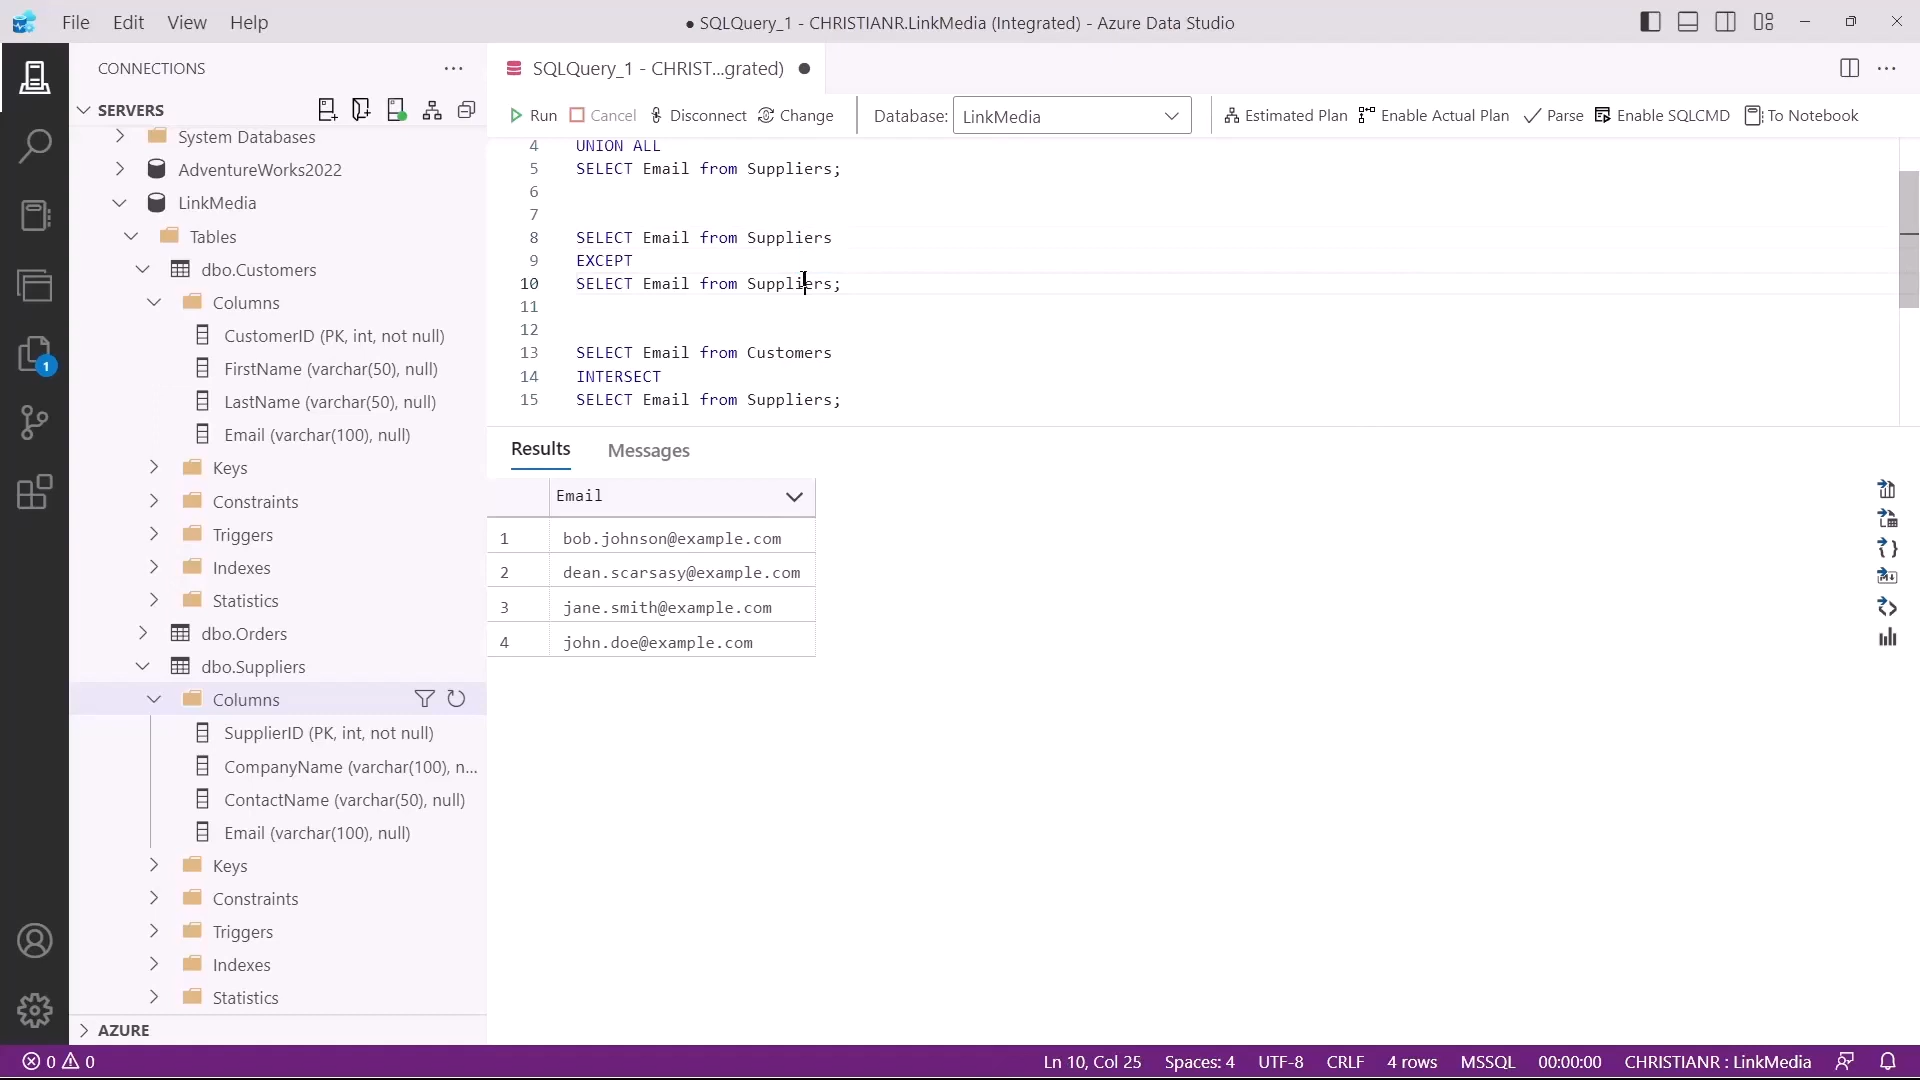 File Edit View Help
● SQLQuery_1 - CHRISTIANR.LinkMedia (Integrated) - Azure Data Studio
CONNECTIONS
SERVERS
System Databases
AdventureWorks2022
LinkMedia
Tables
dbo.Customers
Columns
CustomerID (PK, int, not null)
FirstName (varchar(50), null)
LastName (varchar(50), null)
Email (varchar(100), null)
Keys
Constraints
Triggers
Indexes
Statistics
dbo.Orders
dbo.Suppliers
Columns
SupplierID (PK, int, not null)
CompanyName (varchar(100), n...
ContactName (varchar(50), null)
Email (varchar(100), null)
Keys
Constraints
Triggers
Indexes
Statistics
AZURE
1
SQLQuery_1 - CHRIST...grated) ●
Run Cancel Disconnect Change Database: LinkMedia Estimated Plan Enable Actual Plan Parse Enable SQLCMD To Notebook
4 UNION ALL
5 SELECT Email from Suppliers;
6
7
8 SELECT Email from Suppliers
9 EXCEPT
10 SELECT Email from Suppliers;
11
12
13 SELECT Email from Customers
14 INTERSECT
15 SELECT Email from Suppliers;
Results Messages
Email
1 bob.johnson@example.com
2 dean.scarsasy@example.com
3 jane.smith@example.com
4 john.doe@example.com
0 0 Ln 10, Col 25 Spaces: 4 UTF-8 CRLF 4 rows MSSQL 00:00:00 CHRISTIANR : LinkMedia